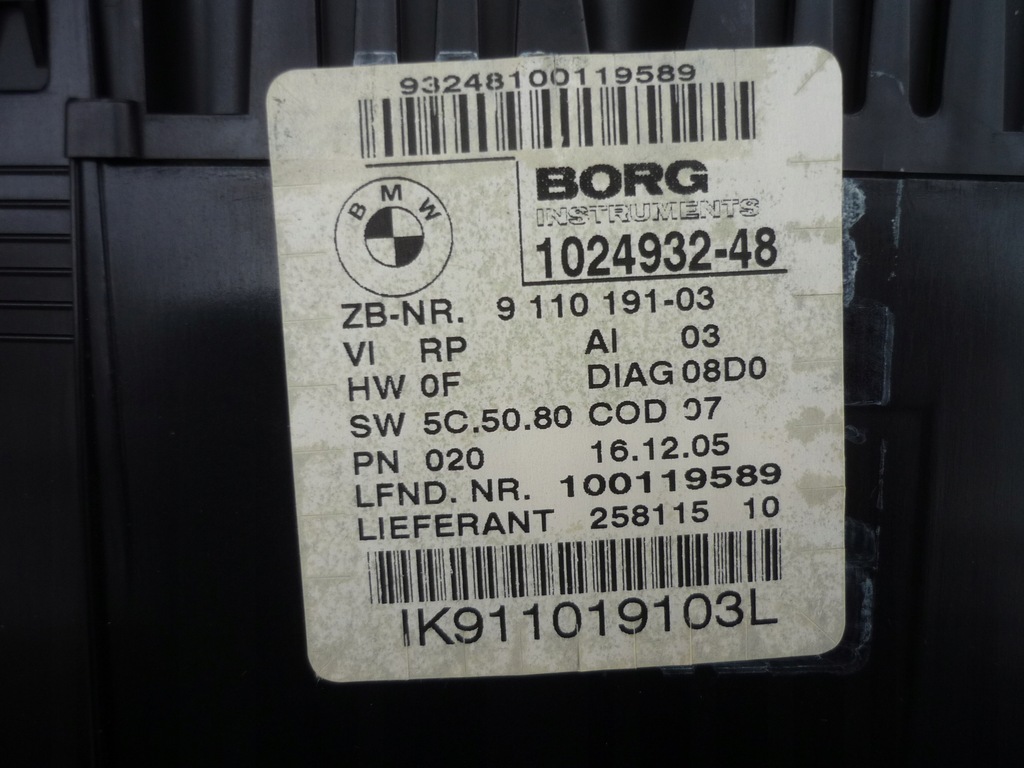 93248100119589
BMW
BORG
INSTRUMENTS
1024932-48
ZB-NR. 9 110 191-03
VI RP AI 03
HW 0F DIAG 08D0
SW 5C.50.80 COD 07
PN 020 16.12.05
LFND. NR. 100119589
LIEFERANT 258115 10
IK911019103L